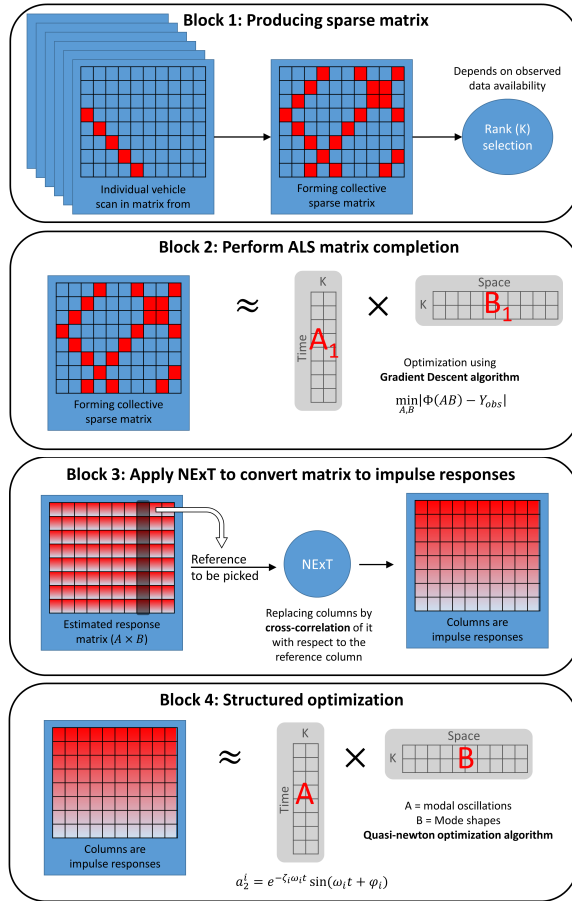 Block 1: Producing sparse matrix
Individual vehicle
scan in matrix from
Forming collective
sparse matrix
Depends on observed
data availability
Rank (K)
selection
Block 2: Perform ALS matrix completion
Forming collective
sparse matrix
≈
K
Time
A₁
×
Space
K
B₁
Optimization using
Gradient Descent algorithm
min|Φ(AB) − Yobs|
A,B
Block 3: Apply NExT to convert matrix to impulse responses
Estimated response
matrix (A × B)
Reference
to be picked
NExT
Replacing columns by
cross-correlation of it
with respect to the
reference column
Columns are
impulse responses
Block 4: Structured optimization
Columns are
impulse responses
≈
K
Time
A
×
Space
K
B
A = modal oscillations
B = Mode shapes
Quasi-newton optimization algorithm
a₂ⁱ = e^{−ζᵢωᵢt} sin(ωᵢt + φᵢ)